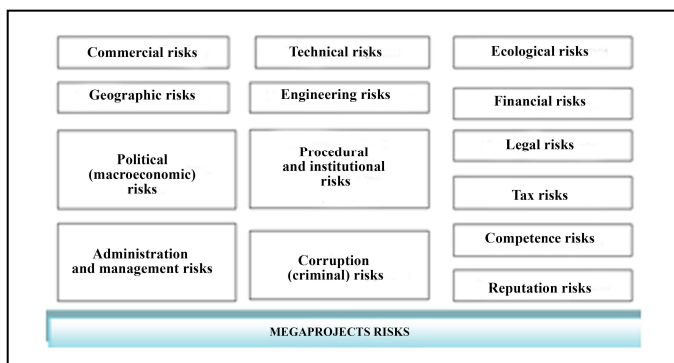 Commercial risks
Technical risks
Ecological risks
Geographic risks
Engineering risks
Financial risks
Political
(macroeconomic)
risks
Procedural
and institutional
risks
Legal risks
Tax risks
Administration
and management risks
Corruption
(criminal) risks
Competence risks
Reputation risks
MEGAPROJECTS RISKS